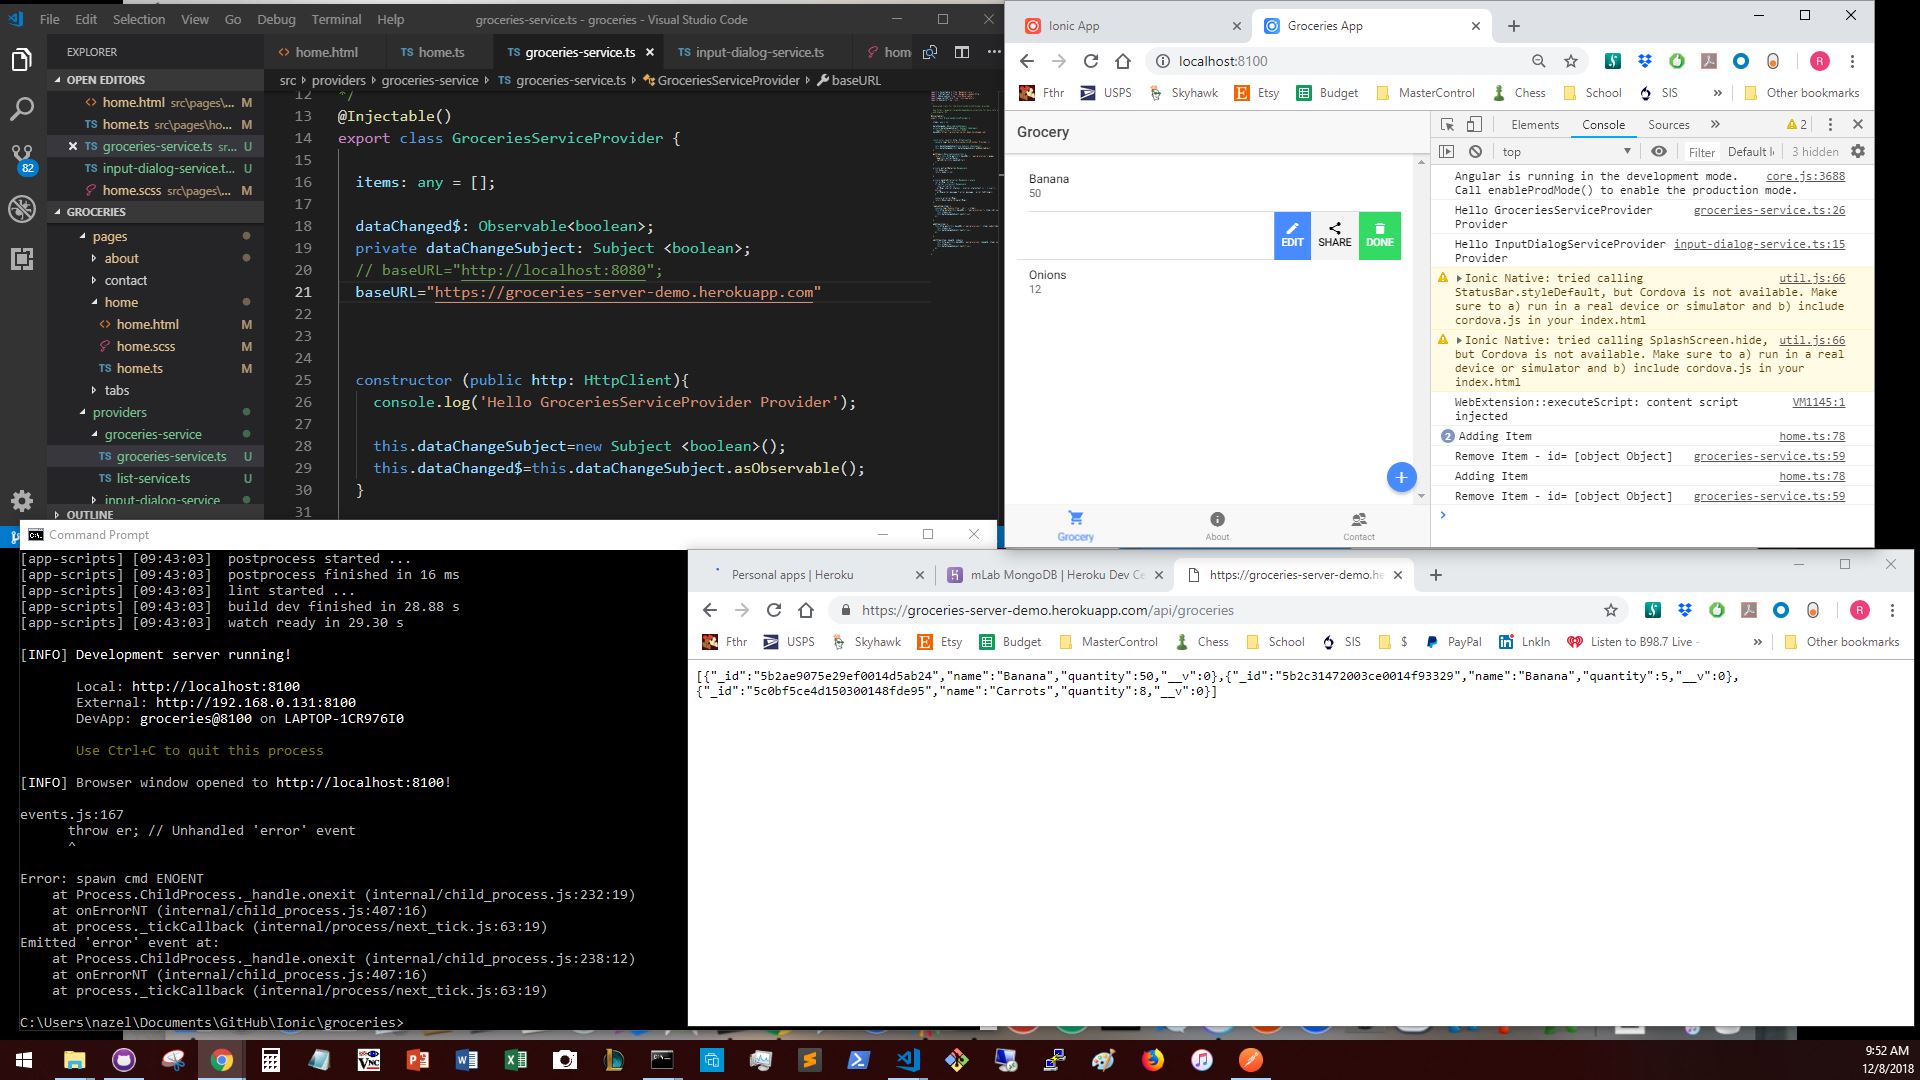 File Edit Selection View Go Debug Terminal Help
groceries-service.ts - groceries - Visual Studio Code
EXPLORER
OPEN EDITORS
home.html src\pages\... M
home.ts src\pages\ho... M
groceries-service.ts sr... U
input-dialog-service.t... U
home.scss src\pages\... M
82
GROCERIES
pages
about
contact
home
home.html M
home.scss M
home.ts M
tabs
providers
groceries-service
groceries-service.ts U
list-service.ts U
input-dialog-service
OUTLINE
home.html
home.ts
groceries-service.ts
input-dialog-service.ts
hom
src > providers > groceries-service > TS groceries-service.ts > GroceriesServiceProvider > baseURL
12 */
13 @Injectable()
14 export class GroceriesServiceProvider {
15
16 items: any = [];
17
18 dataChanged$: Observable<boolean>;
19 private dataChangeSubject: Subject <boolean>;
20 // baseURL="http://localhost:8080";
21 baseURL="https://groceries-server-demo.herokuapp.com"
22
23
24
25 constructor (public http: HttpClient){
26 console.log('Hello GroceriesServiceProvider Provider');
27
28 this.dataChangeSubject=new Subject <boolean>();
29 this.dataChanged$=this.dataChangeSubject.asObservable();
30 }
31
Ionic App
Groceries App
localhost:8100
R
Fthr USPS Skyhawk Etsy Budget MasterControl Chess School SIS » Other bookmarks
Grocery
Banana
50
EDIT SHARE DONE
Onions
12
Grocery About Contact
Elements Console Sources » 2
top Filter Default l 3 hidden
Angular is running in the development mode. core.js:3688
Call enableProdMode() to enable the production mode.
Hello GroceriesServiceProvider groceries-service.ts:26
Provider
Hello InputDialogServiceProvider input-dialog-service.ts:15
Provider
Ionic Native: tried calling util.js:66
StatusBar.styleDefault, but Cordova is not available. Make
sure to a) run in a real device or simulator and b) include
cordova.js in your index.html
Ionic Native: tried calling SplashScreen.hide, util.js:66
but Cordova is not available. Make sure to a) run in a real
device or simulator and b) include cordova.js in your
index.html
WebExtension::executeScript: content script VM1145:1
injected
2 Adding Item home.ts:78
Remove Item - id= [object Object] groceries-service.ts:59
Adding Item home.ts:78
Remove Item - id= [object Object] groceries-service.ts:59
Command Prompt
[app-scripts] [09:43:03] postprocess started ...
[app-scripts] [09:43:03] postprocess finished in 16 ms
[app-scripts] [09:43:03] lint started ...
[app-scripts] [09:43:03] build dev finished in 28.88 s
[app-scripts] [09:43:03] watch ready in 29.30 s
[INFO] Development server running!
Local: http://localhost:8100
External: http://192.168.0.131:8100
DevApp: groceries@8100 on LAPTOP-1CR976I0
Use Ctrl+C to quit this process
[INFO] Browser window opened to http://localhost:8100!
events.js:167
throw er; // Unhandled 'error' event
^
Error: spawn cmd ENOENT
at Process.ChildProcess._handle.onexit (internal/child_process.js:232:19)
at onErrorNT (internal/child_process.js:407:16)
at process._tickCallback (internal/process/next_tick.js:63:19)
Emitted 'error' event at:
at Process.ChildProcess._handle.onexit (internal/child_process.js:238:12)
at onErrorNT (internal/child_process.js:407:16)
at process._tickCallback (internal/process/next_tick.js:63:19)
C:\Users\nazel\Documents\GitHub\Ionic\groceries>
Personal apps | Heroku
mLab MongoDB | Heroku Dev Ce
https://groceries-server-demo.he
https://groceries-server-demo.herokuapp.com/api/groceries
R
Fthr USPS Skyhawk Etsy Budget MasterControl Chess School SIS $ PayPal LnkIn Listen to B98.7 Live - » Other bookmarks
[{"_id":"5b2ae9075e29ef0014d5ab24","name":"Banana","quantity":50,"__v":0},{"_id":"5b2c31472003ce0014f93329","name":"Banana","quantity":5,"__v":0},
{"_id":"5c0bf5ce4d150300148fde95","name":"Carrots","quantity":8,"__v":0}]
9:52 AM
12/8/2018